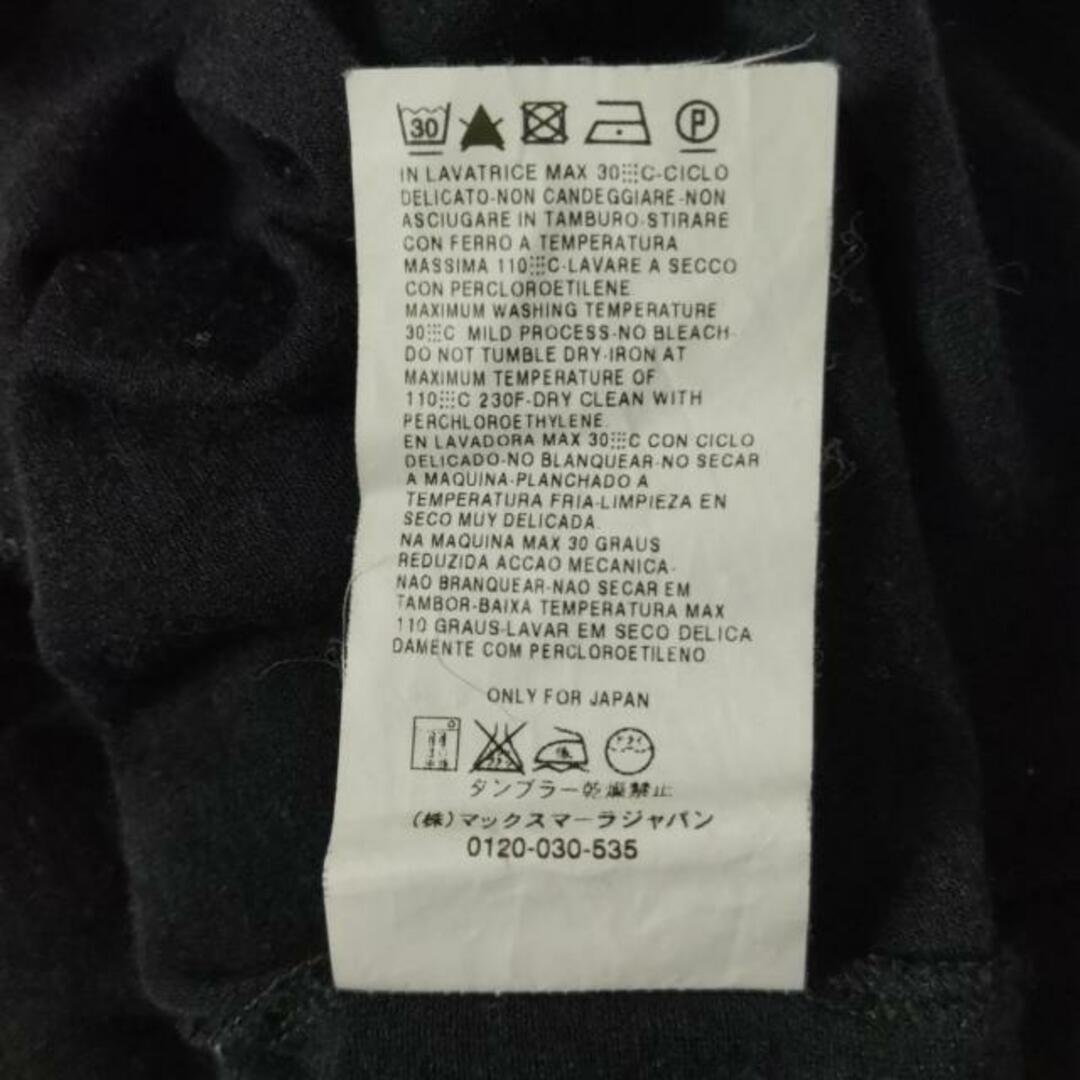 30 P
IN LAVATRICE MAX 30 C-CICLO
DELICATO-NON CANDEGGIARE-NON
ASCIUGARE IN TAMBURO-STIRARE
CON FERRO A TEMPERATURA
MASSIMA 110 C-LAVARE A SECCO
CON PERCLOROETILENE.
MAXIMUM WASHING TEMPERATURE
30 C MILD PROCESS-NO BLEACH-
DO NOT TUMBLE DRY-IRON AT
MAXIMUM TEMPERATURE OF
110 C 230F-DRY CLEAN WITH
PERCHLOROETHYLENE.
EN LAVADORA MAX 30 C CON CICLO
DELICADO-NO BLANQUEAR-NO SECAR
A MAQUINA-PLANCHADO A
TEMPERATURA FRIA-LIMPIEZA EN
SECO MUY DELICADA.
NA MAQUINA MAX 30 GRAUS
REDUZIDA ACCAO MECANICA-
NAO BRANQUEAR-NAO SECAR EM
TAMBOR-BAIXA TEMPERATURA MAX
110 GRAUS-LAVAR EM SECO DELICA
DAMENTE COM PERCLOROETILENO.
ONLY FOR JAPAN
低 ドライ
タンブラー乾燥禁止
(株)マックスマーラジャパン
0120-030-535